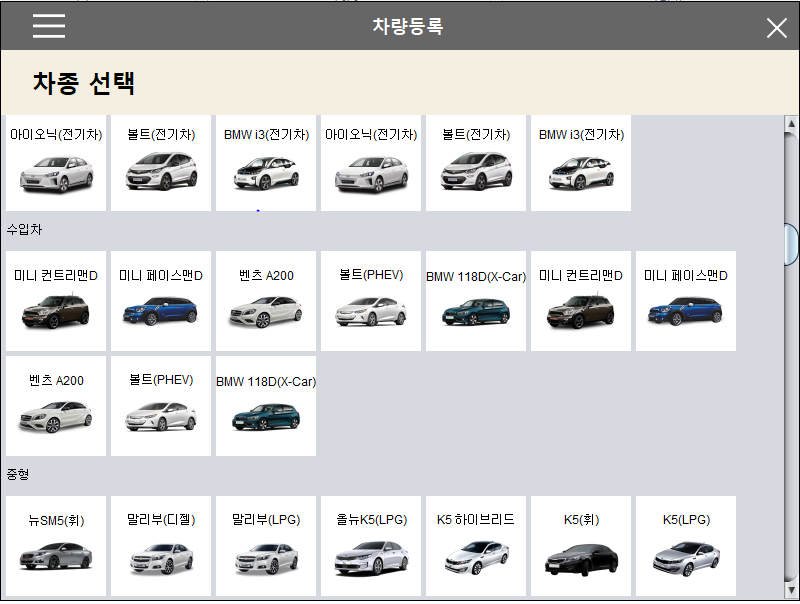 차량등록
차종 선택
아이오닉(전기차) 볼트(전기차) BMW i3(전기차) 아이오닉(전기차) 볼트(전기차) BMW i3(전기차)
수입차
미니 컨트리맨D 미니 페이스맨D 벤츠 A200 볼트(PHEV) BMW 118D(X-Car) 미니 컨트리맨D 미니 페이스맨D
벤츠 A200 볼트(PHEV) BMW 118D(X-Car)
중형
뉴SM5(휘) 말리부(디젤) 말리부(LPG) 올뉴K5(LPG) K5 하이브리드 K5(휘) K5(LPG)